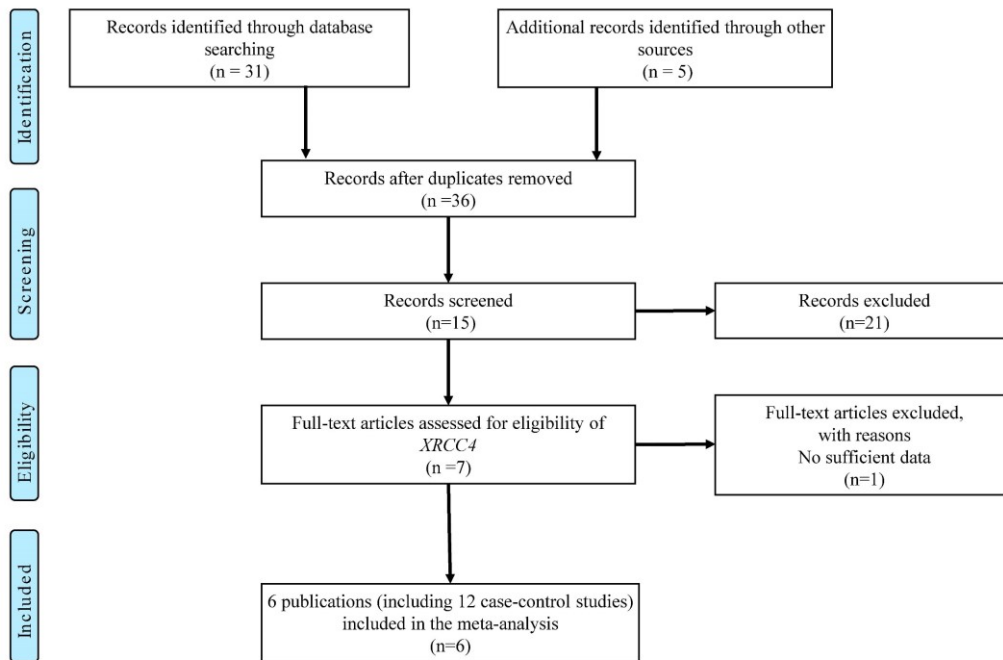 Identification
Records identified through database
searching
(n = 31)
Additional records identified through other
sources
(n = 5)
Records after duplicates removed
(n =36)
Screening
Records screened
(n=15)
Records excluded
(n=21)
Eligibility
Full-text articles assessed for eligibility of
XRCC4
(n =7)
Full-text articles excluded,
with reasons
No sufficient data
(n=1)
Included
6 publications (including 12 case-control studies)
included in the meta-analysis
(n=6)